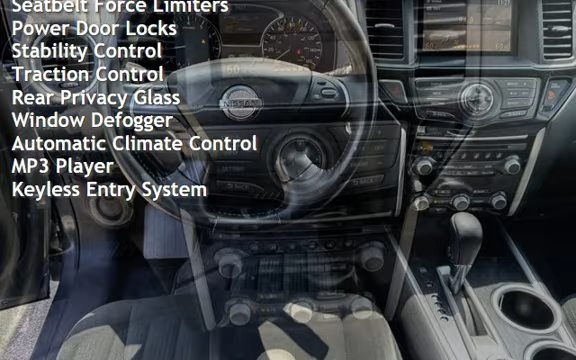 Seatbelt Force Limiters
Power Door Locks
Stability Control
Traction Control
Rear Privacy Glass
Window Defogger
Automatic Climate Control
MP3 Player
Keyless Entry System
NISSAN